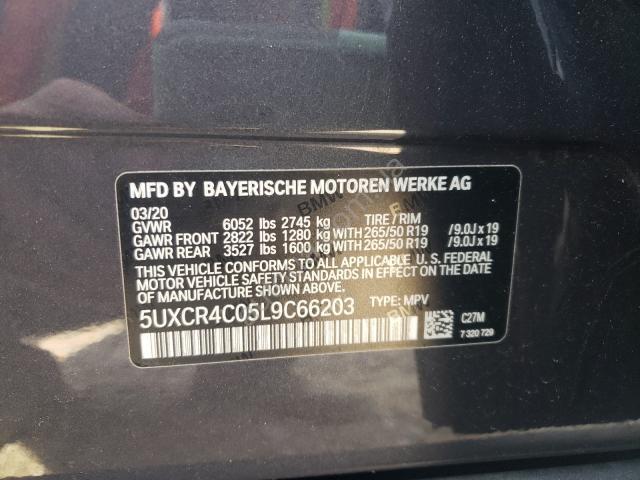 MFD BY BAYERISCHE MOTOREN WERKE AG
03/20
GVWR 6052 lbs 2745 kg TIRE / RIM
GAWR FRONT 2822 lbs 1280 kg WITH 265/50 R19 /9.0J x 19
GAWR REAR 3527 lbs 1600 kg WITH 265/50 R19 /9.0J x 19
THIS VEHICLE CONFORMS TO ALL APPLICABLE U. S. FEDERAL
MOTOR VEHICLE SAFETY STANDARDS IN EFFECT ON THE DATE
OF MANUFACTURE SHOWN ABOVE.
5UXCR4C05L9C66203 TYPE: MPV
C27M
7 320 729